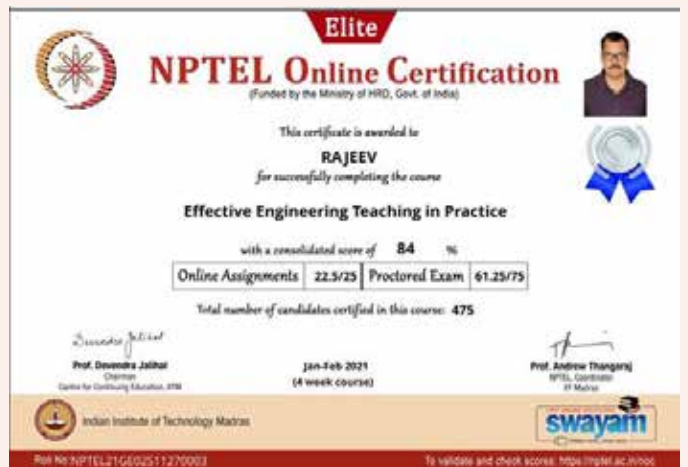 Elite
NPTEL Online Certification
(Funded by the Ministry of HRD, Govt. of India)
This certificate is awarded to
RAJEEV
for successfully completing the course
Effective Engineering Teaching in Practice
with a consolidated score of 84 %
Online Assignments 22.5/25 Proctored Exam 61.25/75
Total number of candidates certified in this course: 475
Devendra Jalihal
Prof. Devendra Jalihal
Chairman
Centre for Continuing Education, IITM
Jan-Feb 2021
(4 week course)
Prof. Andrew Thangaraj
NPTEL, Coordinator
IIT Madras
Indian Institute of Technology Madras
swayam
Roll No:NPTEL21GE02S11270003
To validate and check scores: https://nptel.ac.in/noc